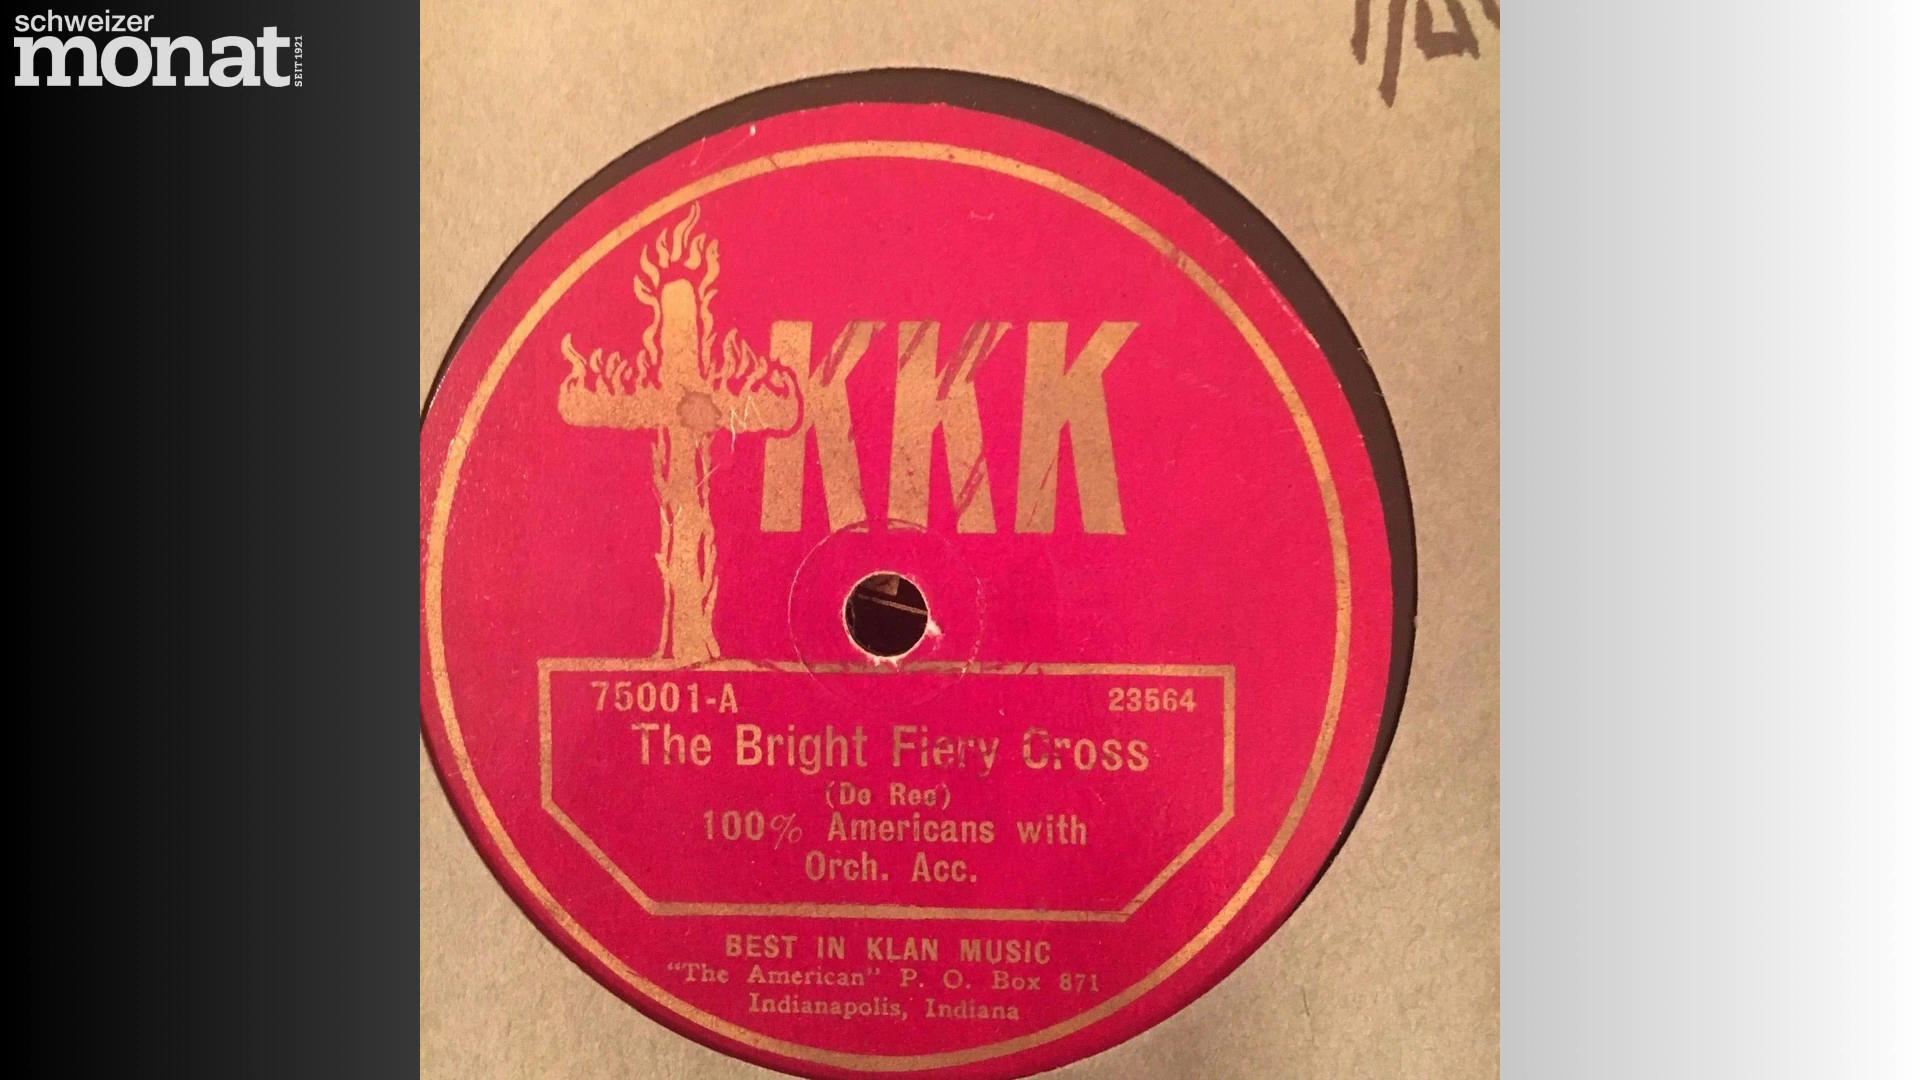 schweizer
monat
SEIT 1921
KKK
75001-A 23564
The Bright Fiery Cross
(De Ree)
100% Americans with
Orch. Acc.
BEST IN KLAN MUSIC
"The American" P. O. Box 871
Indianapolis, Indiana